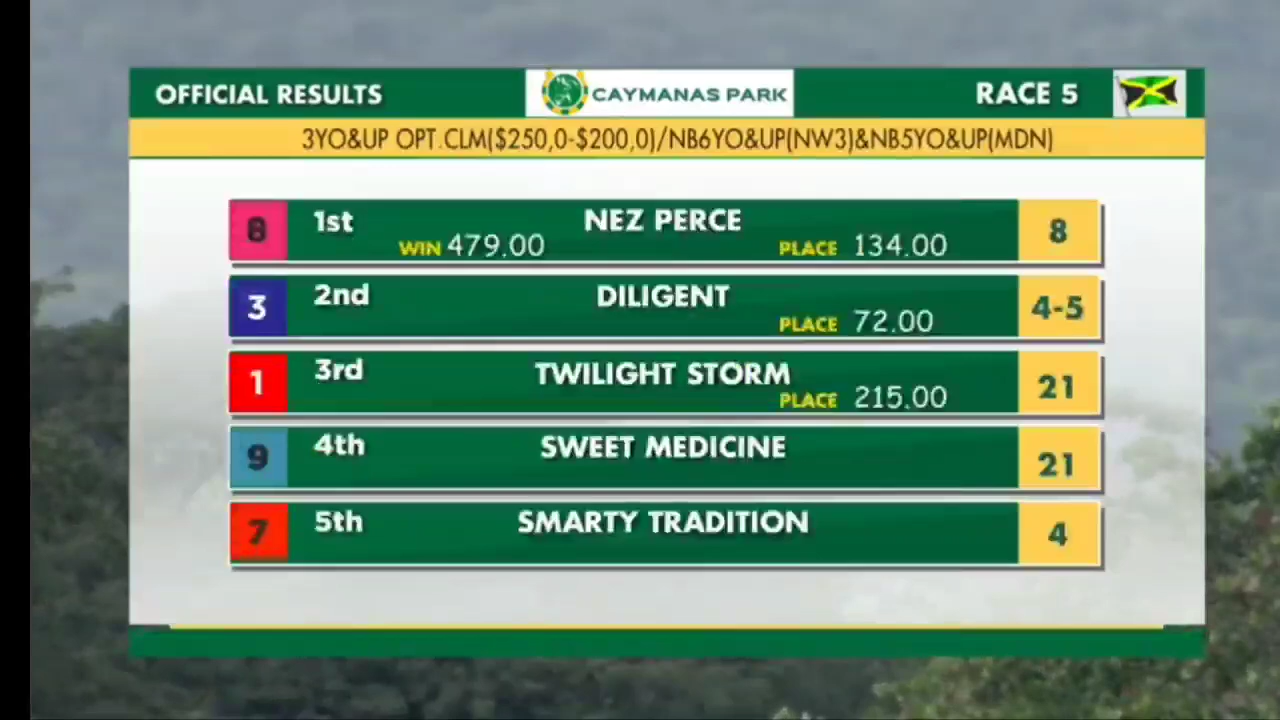 OFFICIAL RESULTS
CAYMANAS PARK
RACE 5
3YO&UP OPT.CLM($250,0-$200,0)/NB6YO&UP(NW3)&NB5YO&UP(MDN)
8 1st NEZ PERCE 8
WIN 479.00 PLACE 134.00
3 2nd DILIGENT 4-5
PLACE 72.00
1 3rd TWILIGHT STORM 21
PLACE 215.00
9 4th SWEET MEDICINE 21
7 5th SMARTY TRADITION 4